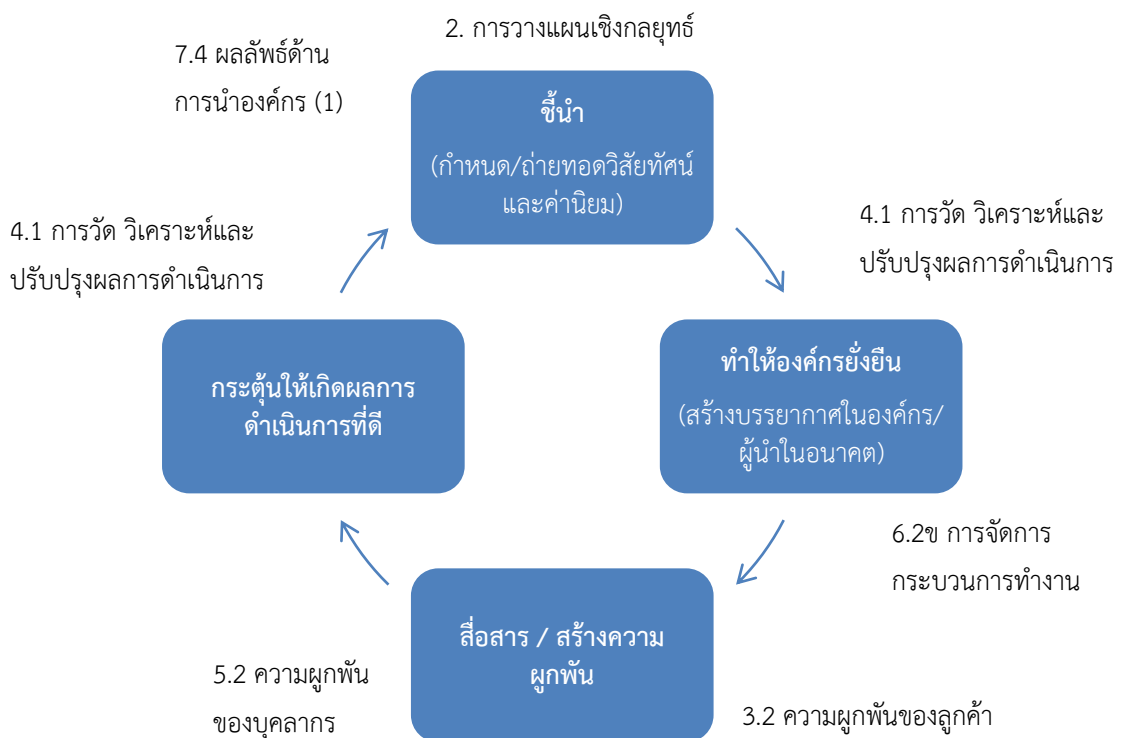 2. การวางแผนเชิงกลยุทธ์
7.4 ผลลัพธ์ด้าน
การนำองค์กร (1)
ชี้นำ
(กำหนด/ถ่ายทอดวิสัยทัศน์
และค่านิยม)
4.1 การวัด วิเคราะห์และ
ปรับปรุงผลการดำเนินการ
4.1 การวัด วิเคราะห์และ
ปรับปรุงผลการดำเนินการ
กระตุ้นให้เกิดผลการ
ดำเนินการที่ดี
ทำให้องค์กรยั่งยืน
(สร้างบรรยากาศในองค์กร/
ผู้นำในอนาคต)
6.2ข การจัดการ
กระบวนการทำงาน
สื่อสาร / สร้างความ
ผูกพัน
5.2 ความผูกพัน
ของบุคลากร
3.2 ความผูกพันของลูกค้า